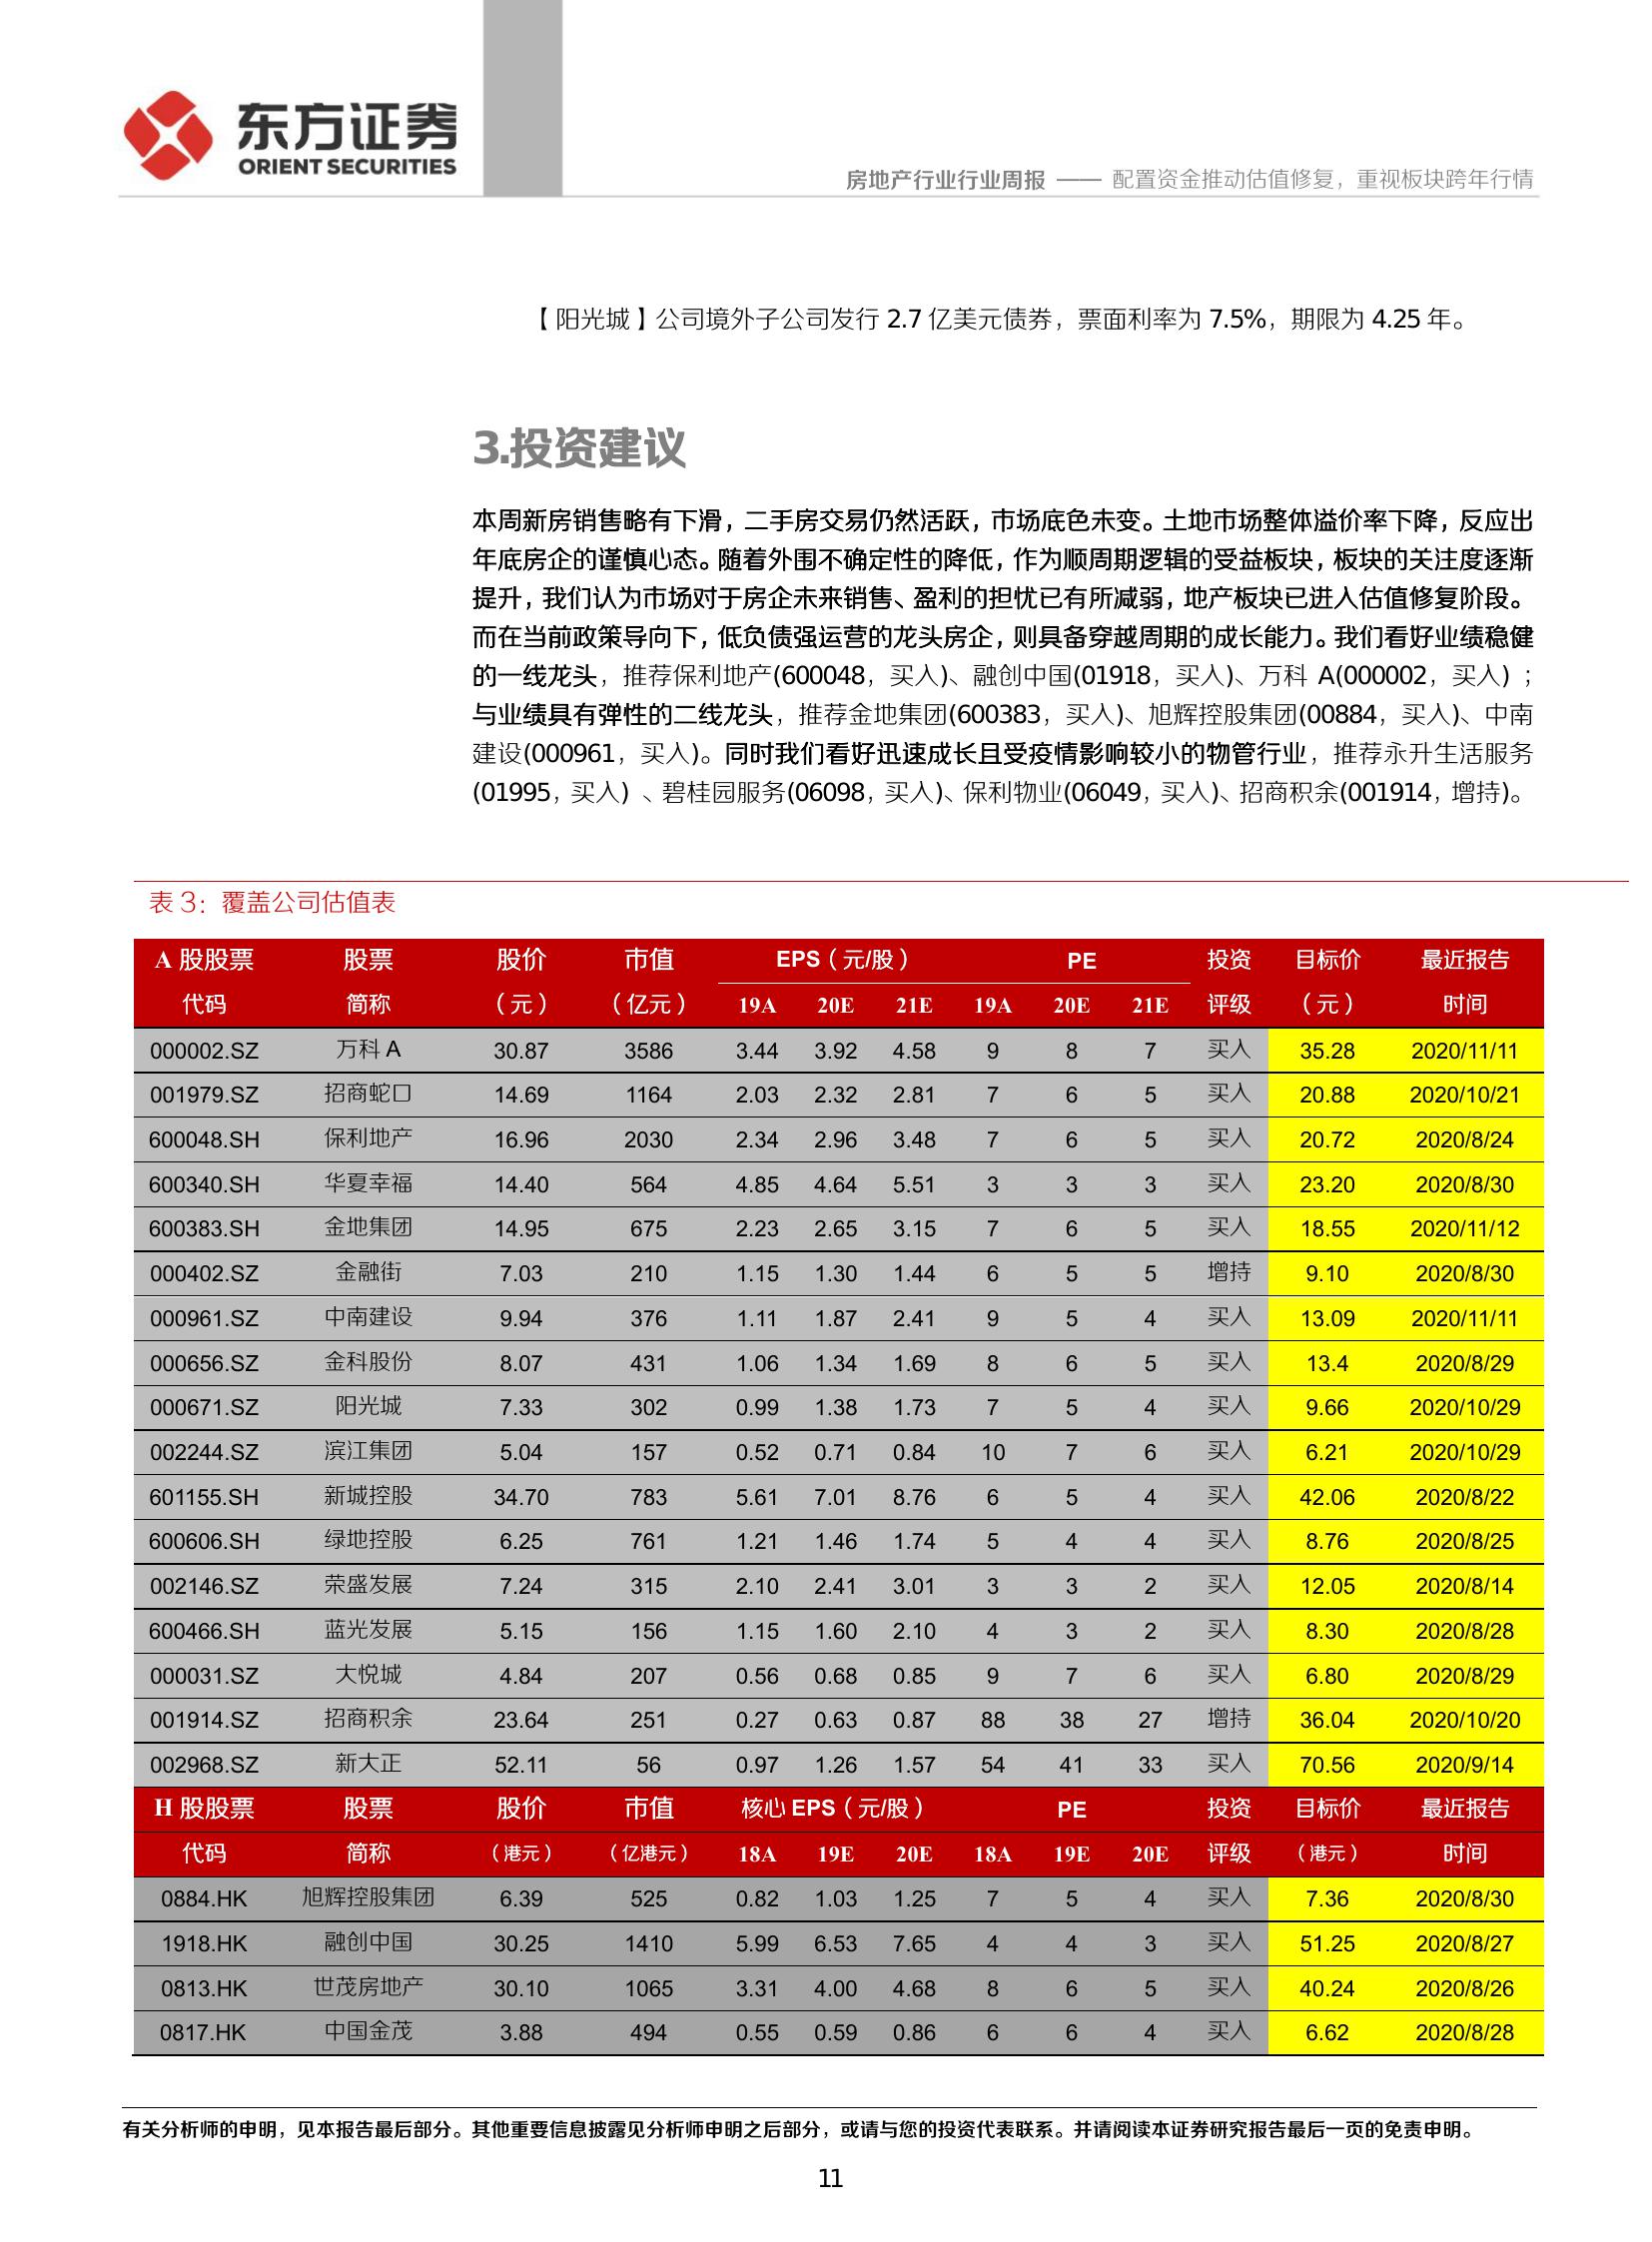 东方证券
ORIENT SECURITIES
房地产行业行业周报 —— 配置资金推动估值修复，重视板块跨年行情
【阳光城】公司境外子公司发行 2.7 亿美元债券，票面利率为 7.5%，期限为 4.25 年。
3.投资建议
本周新房销售略有下滑，二手房交易仍然活跃，市场底色未变。土地市场整体溢价率下降，反应出
年底房企的谨慎心态。随着外围不确定性的降低，作为顺周期逻辑的受益板块，板块的关注度逐渐
提升，我们认为市场对于房企未来销售、盈利的担忧已有所减弱，地产板块已进入估值修复阶段。
而在当前政策导向下，低负债强运营的龙头房企，则具备穿越周期的成长能力。我们看好业绩稳健
的一线龙头，推荐保利地产(600048，买入)、融创中国(01918，买入)、万科 A(000002，买入) ；
与业绩具有弹性的二线龙头，推荐金地集团(600383，买入)、旭辉控股集团(00884，买入)、中南
建设(000961，买入)。同时我们看好迅速成长且受疫情影响较小的物管行业，推荐永升生活服务
(01995，买入) 、碧桂园服务(06098，买入)、保利物业(06049，买入)、招商积余(001914，增持)。
表 3：覆盖公司估值表
A 股股票 股票 股价 市值 EPS（元/股） PE 投资 目标价 最近报告
代码 简称 （元） （亿元） 19A 20E 21E 19A 20E 21E 评级 （元） 时间
000002.SZ 万科 A 30.87 3586 3.44 3.92 4.58 9 8 7 买入 35.28 2020/11/11
001979.SZ 招商蛇口 14.69 1164 2.03 2.32 2.81 7 6 5 买入 20.88 2020/10/21
600048.SH 保利地产 16.96 2030 2.34 2.96 3.48 7 6 5 买入 20.72 2020/8/24
600340.SH 华夏幸福 14.40 564 4.85 4.64 5.51 3 3 3 买入 23.20 2020/8/30
600383.SH 金地集团 14.95 675 2.23 2.65 3.15 7 6 5 买入 18.55 2020/11/12
000402.SZ 金融街 7.03 210 1.15 1.30 1.44 6 5 5 增持 9.10 2020/8/30
000961.SZ 中南建设 9.94 376 1.11 1.87 2.41 9 5 4 买入 13.09 2020/11/11
000656.SZ 金科股份 8.07 431 1.06 1.34 1.69 8 6 5 买入 13.4 2020/8/29
000671.SZ 阳光城 7.33 302 0.99 1.38 1.73 7 5 4 买入 9.66 2020/10/29
002244.SZ 滨江集团 5.04 157 0.52 0.71 0.84 10 7 6 买入 6.21 2020/10/29
601155.SH 新城控股 34.70 783 5.61 7.01 8.76 6 5 4 买入 42.06 2020/8/22
600606.SH 绿地控股 6.25 761 1.21 1.46 1.74 5 4 4 买入 8.76 2020/8/25
002146.SZ 荣盛发展 7.24 315 2.10 2.41 3.01 3 3 2 买入 12.05 2020/8/14
600466.SH 蓝光发展 5.15 156 1.15 1.60 2.10 4 3 2 买入 8.30 2020/8/28
000031.SZ 大悦城 4.84 207 0.56 0.68 0.85 9 7 6 买入 6.80 2020/8/29
001914.SZ 招商积余 23.64 251 0.27 0.63 0.87 88 38 27 增持 36.04 2020/10/20
002968.SZ 新大正 52.11 56 0.97 1.26 1.57 54 41 33 买入 70.56 2020/9/14
H 股股票 股票 股价 市值 核心 EPS（元/股） PE 投资 目标价 最近报告
代码 简称 （港元） （亿港元） 18A 19E 20E 18A 19E 20E 评级 （港元） 时间
0884.HK 旭辉控股集团 6.39 525 0.82 1.03 1.25 7 5 4 买入 7.36 2020/8/30
1918.HK 融创中国 30.25 1410 5.99 6.53 7.65 4 4 3 买入 51.25 2020/8/27
0813.HK 世茂房地产 30.10 1065 3.31 4.00 4.68 8 6 5 买入 40.24 2020/8/26
0817.HK 中国金茂 3.88 494 0.55 0.59 0.86 6 6 4 买入 6.62 2020/8/28
有关分析师的申明，见本报告最后部分。其他重要信息披露见分析师申明之后部分，或请与您的投资代表联系。并请阅读本证券研究报告最后一页的免责申明。
11